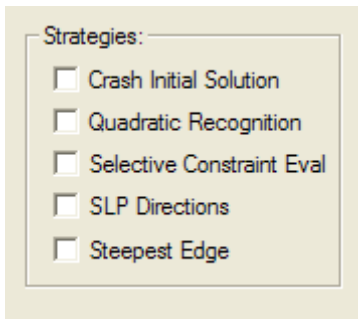 Strategies:
Crash Initial Solution
Quadratic Recognition
Selective Constraint Eval
SLP Directions
Steepest Edge